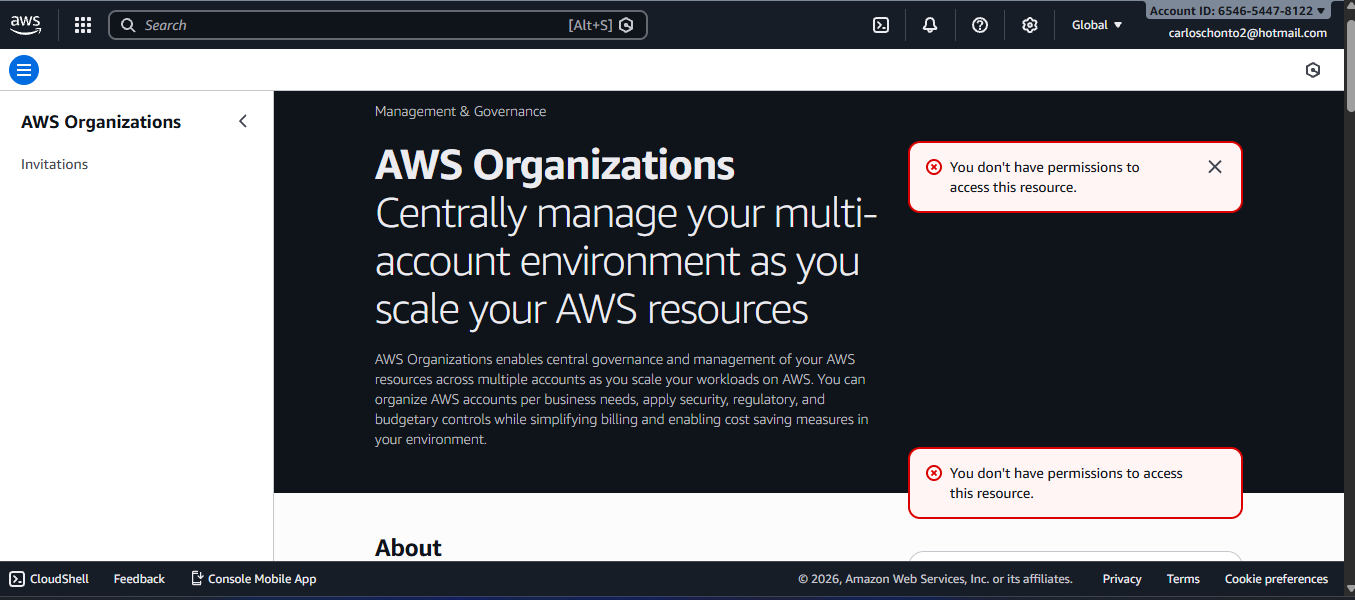 aws
Search
[Alt+S]
Global
Account ID: 6546-5447-8122
carloschonto2@hotmail.com
AWS Organizations
Invitations
Management & Governance
AWS Organizations
Centrally manage your multi-
account environment as you
scale your AWS resources
AWS Organizations enables central governance and management of your AWS
resources across multiple accounts as you scale your workloads on AWS. You can
organize AWS accounts per business needs, apply security, regulatory, and
budgetary controls while simplifying billing and enabling cost saving measures in
your environment.
You don't have permissions to
access this resource.
You don't have permissions to access
this resource.
About
CloudShell
Feedback
Console Mobile App
© 2026, Amazon Web Services, Inc. or its affiliates.
Privacy
Terms
Cookie preferences